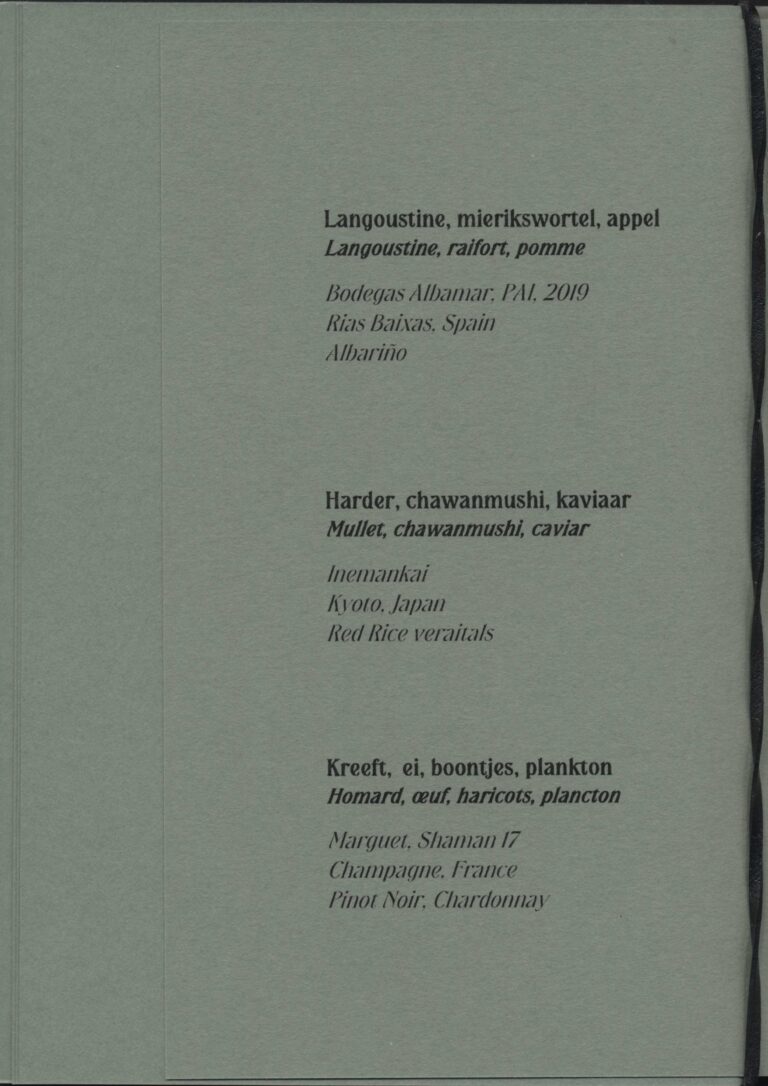 Langoustine, mierikswortel, appel
Langoustine, raifort, pomme
Bodegas Albamar, PAI, 2019
Rias Baixas, Spain
Albariño
Harder, chawanmushi, kaviaar
Mullet, chawanmushi, caviar
Inemankai
Kyoto, Japan
Red Rice veraitals
Kreeft, ei, boontjes, plankton
Homard, œuf, haricots, plancton
Marguet, Shaman 17
Champagne, France
Pinot Noir, Chardonnay